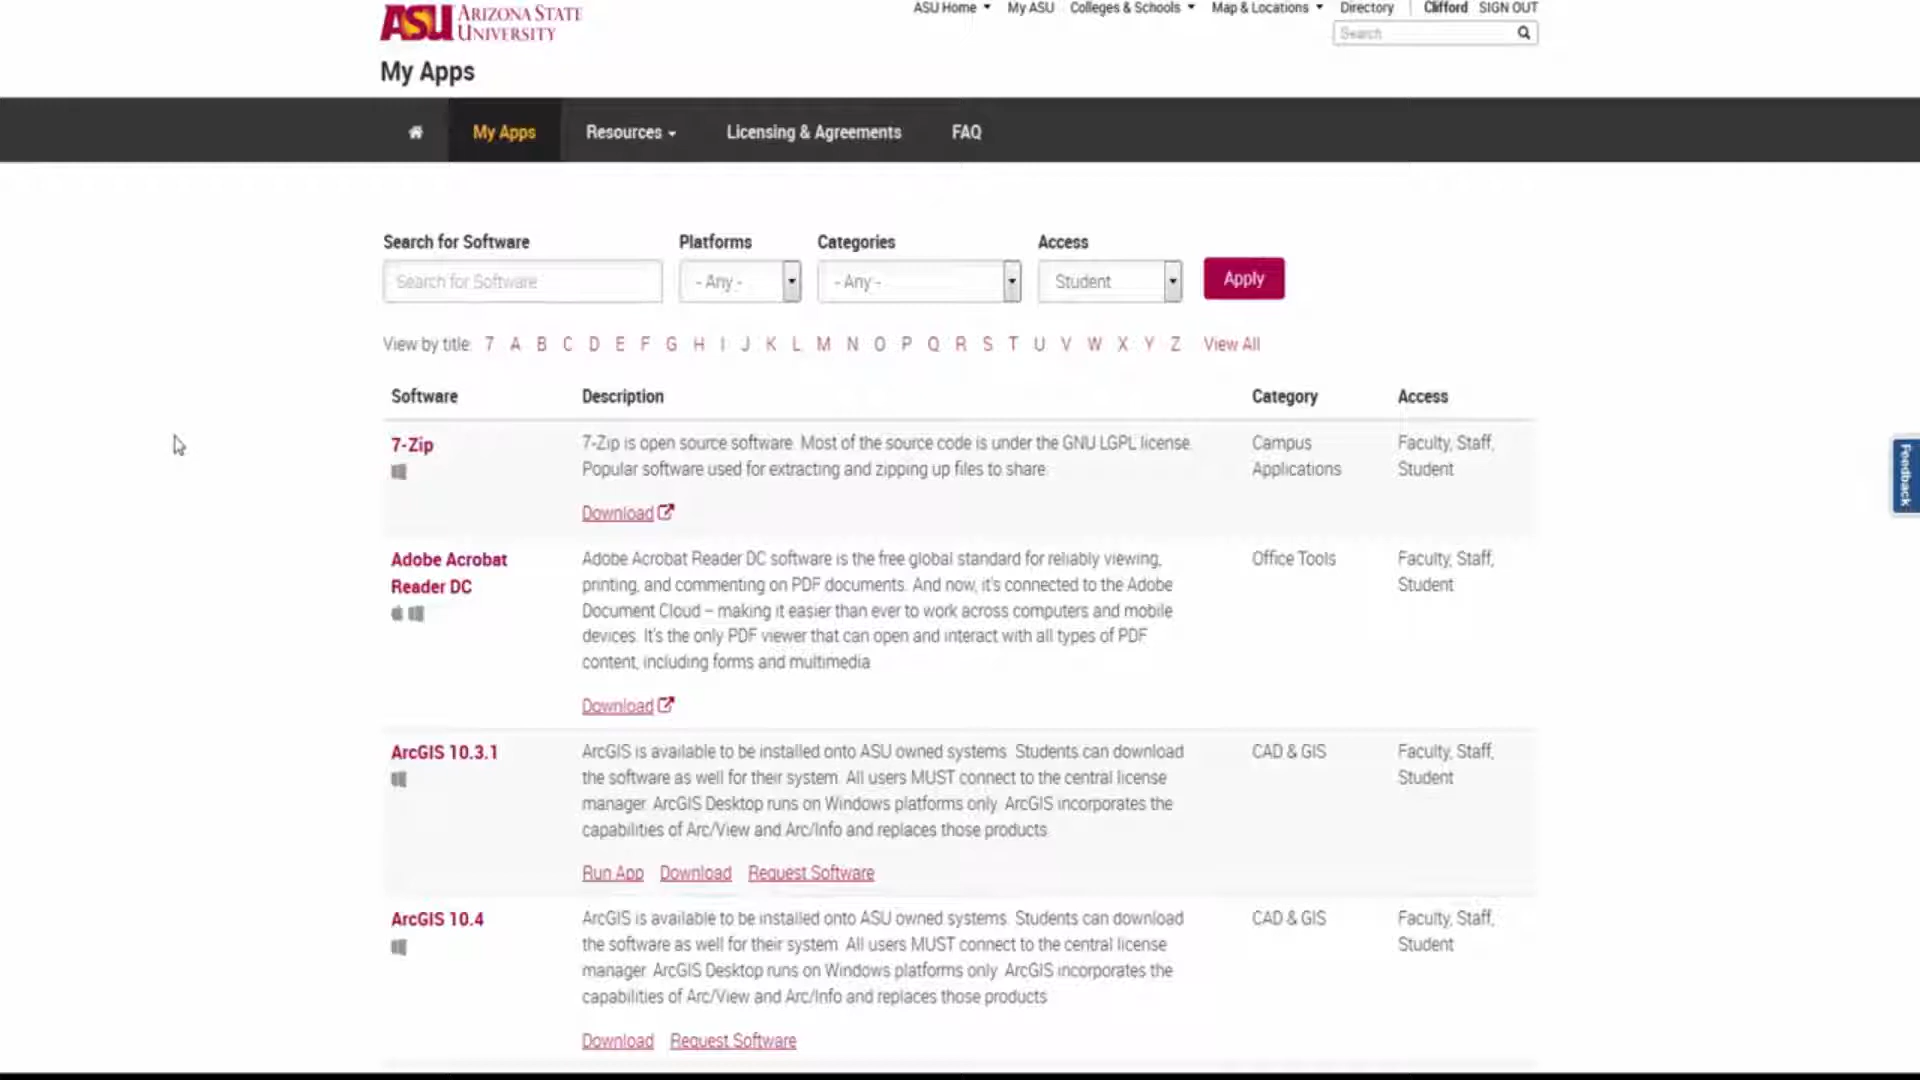 ASU ARIZONA STATE UNIVERSITY
ASU Home My ASU Colleges & Schools Map & Locations Directory Clifford SIGN OUT
Search
My Apps
My Apps Resources Licensing & Agreements FAQ
Search for Software Platforms Categories Access
Search for Software - Any - - Any - Student Apply
View by title: 7 A B C D E F G H I J K L M N O P Q R S T U V W X Y Z View All
Software Description Category Access
7-Zip
7-Zip is open source software. Most of the source code is under the GNU LGPL license.
Popular software used for extracting and zipping up files to share.
Download
Campus
Applications
Faculty, Staff,
Student
Feedback
Adobe Acrobat
Reader DC
Adobe Acrobat Reader DC software is the free global standard for reliably viewing,
printing, and commenting on PDF documents. And now, it's connected to the Adobe
Document Cloud – making it easier than ever to work across computers and mobile
devices. It's the only PDF viewer that can open and interact with all types of PDF
content, including forms and multimedia.
Download
Office Tools
Faculty, Staff,
Student
ArcGIS 10.3.1
ArcGIS is available to be installed onto ASU owned systems. Students can download
the software as well for their system. All users MUST connect to the central license
manager. ArcGIS Desktop runs on Windows platforms only. ArcGIS incorporates the
capabilities of Arc/View and Arc/Info and replaces those products.
Run App Download Request Software
CAD & GIS
Faculty, Staff,
Student
ArcGIS 10.4
ArcGIS is available to be installed onto ASU owned systems. Students can download
the software as well for their system. All users MUST connect to the central license
manager. ArcGIS Desktop runs on Windows platforms only. ArcGIS incorporates the
capabilities of Arc/View and Arc/Info and replaces those products.
Download Request Software
CAD & GIS
Faculty, Staff,
Student